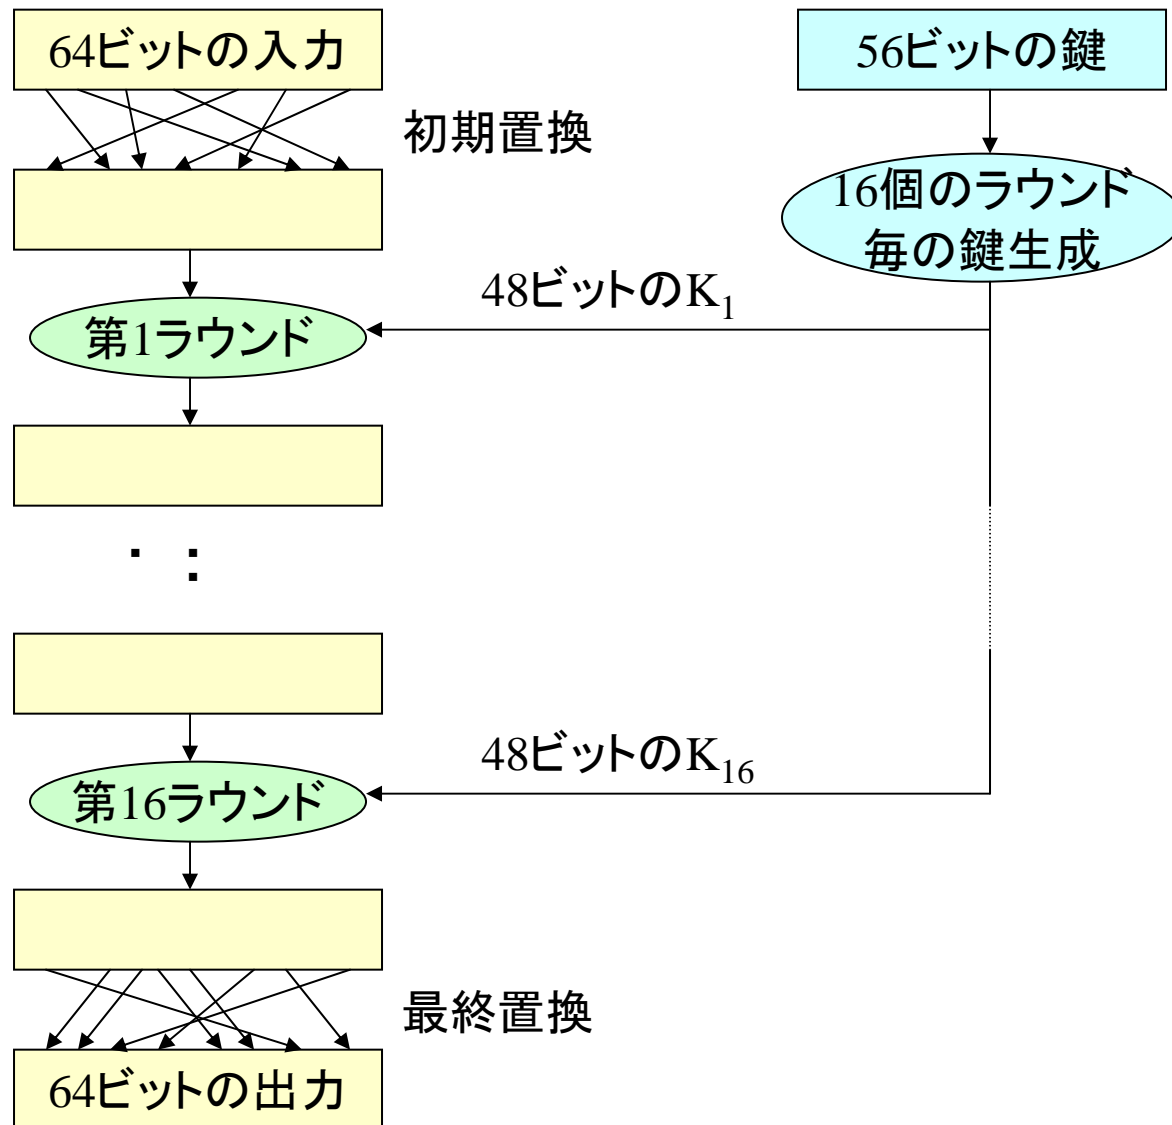 64ビットの入力
56ビットの鍵
初期置換
16個のラウンド
毎の鍵生成
48ビットのK₁
第1ラウンド
・ :
48ビットのK₁₆
第16ラウンド
最終置換
64ビットの出力